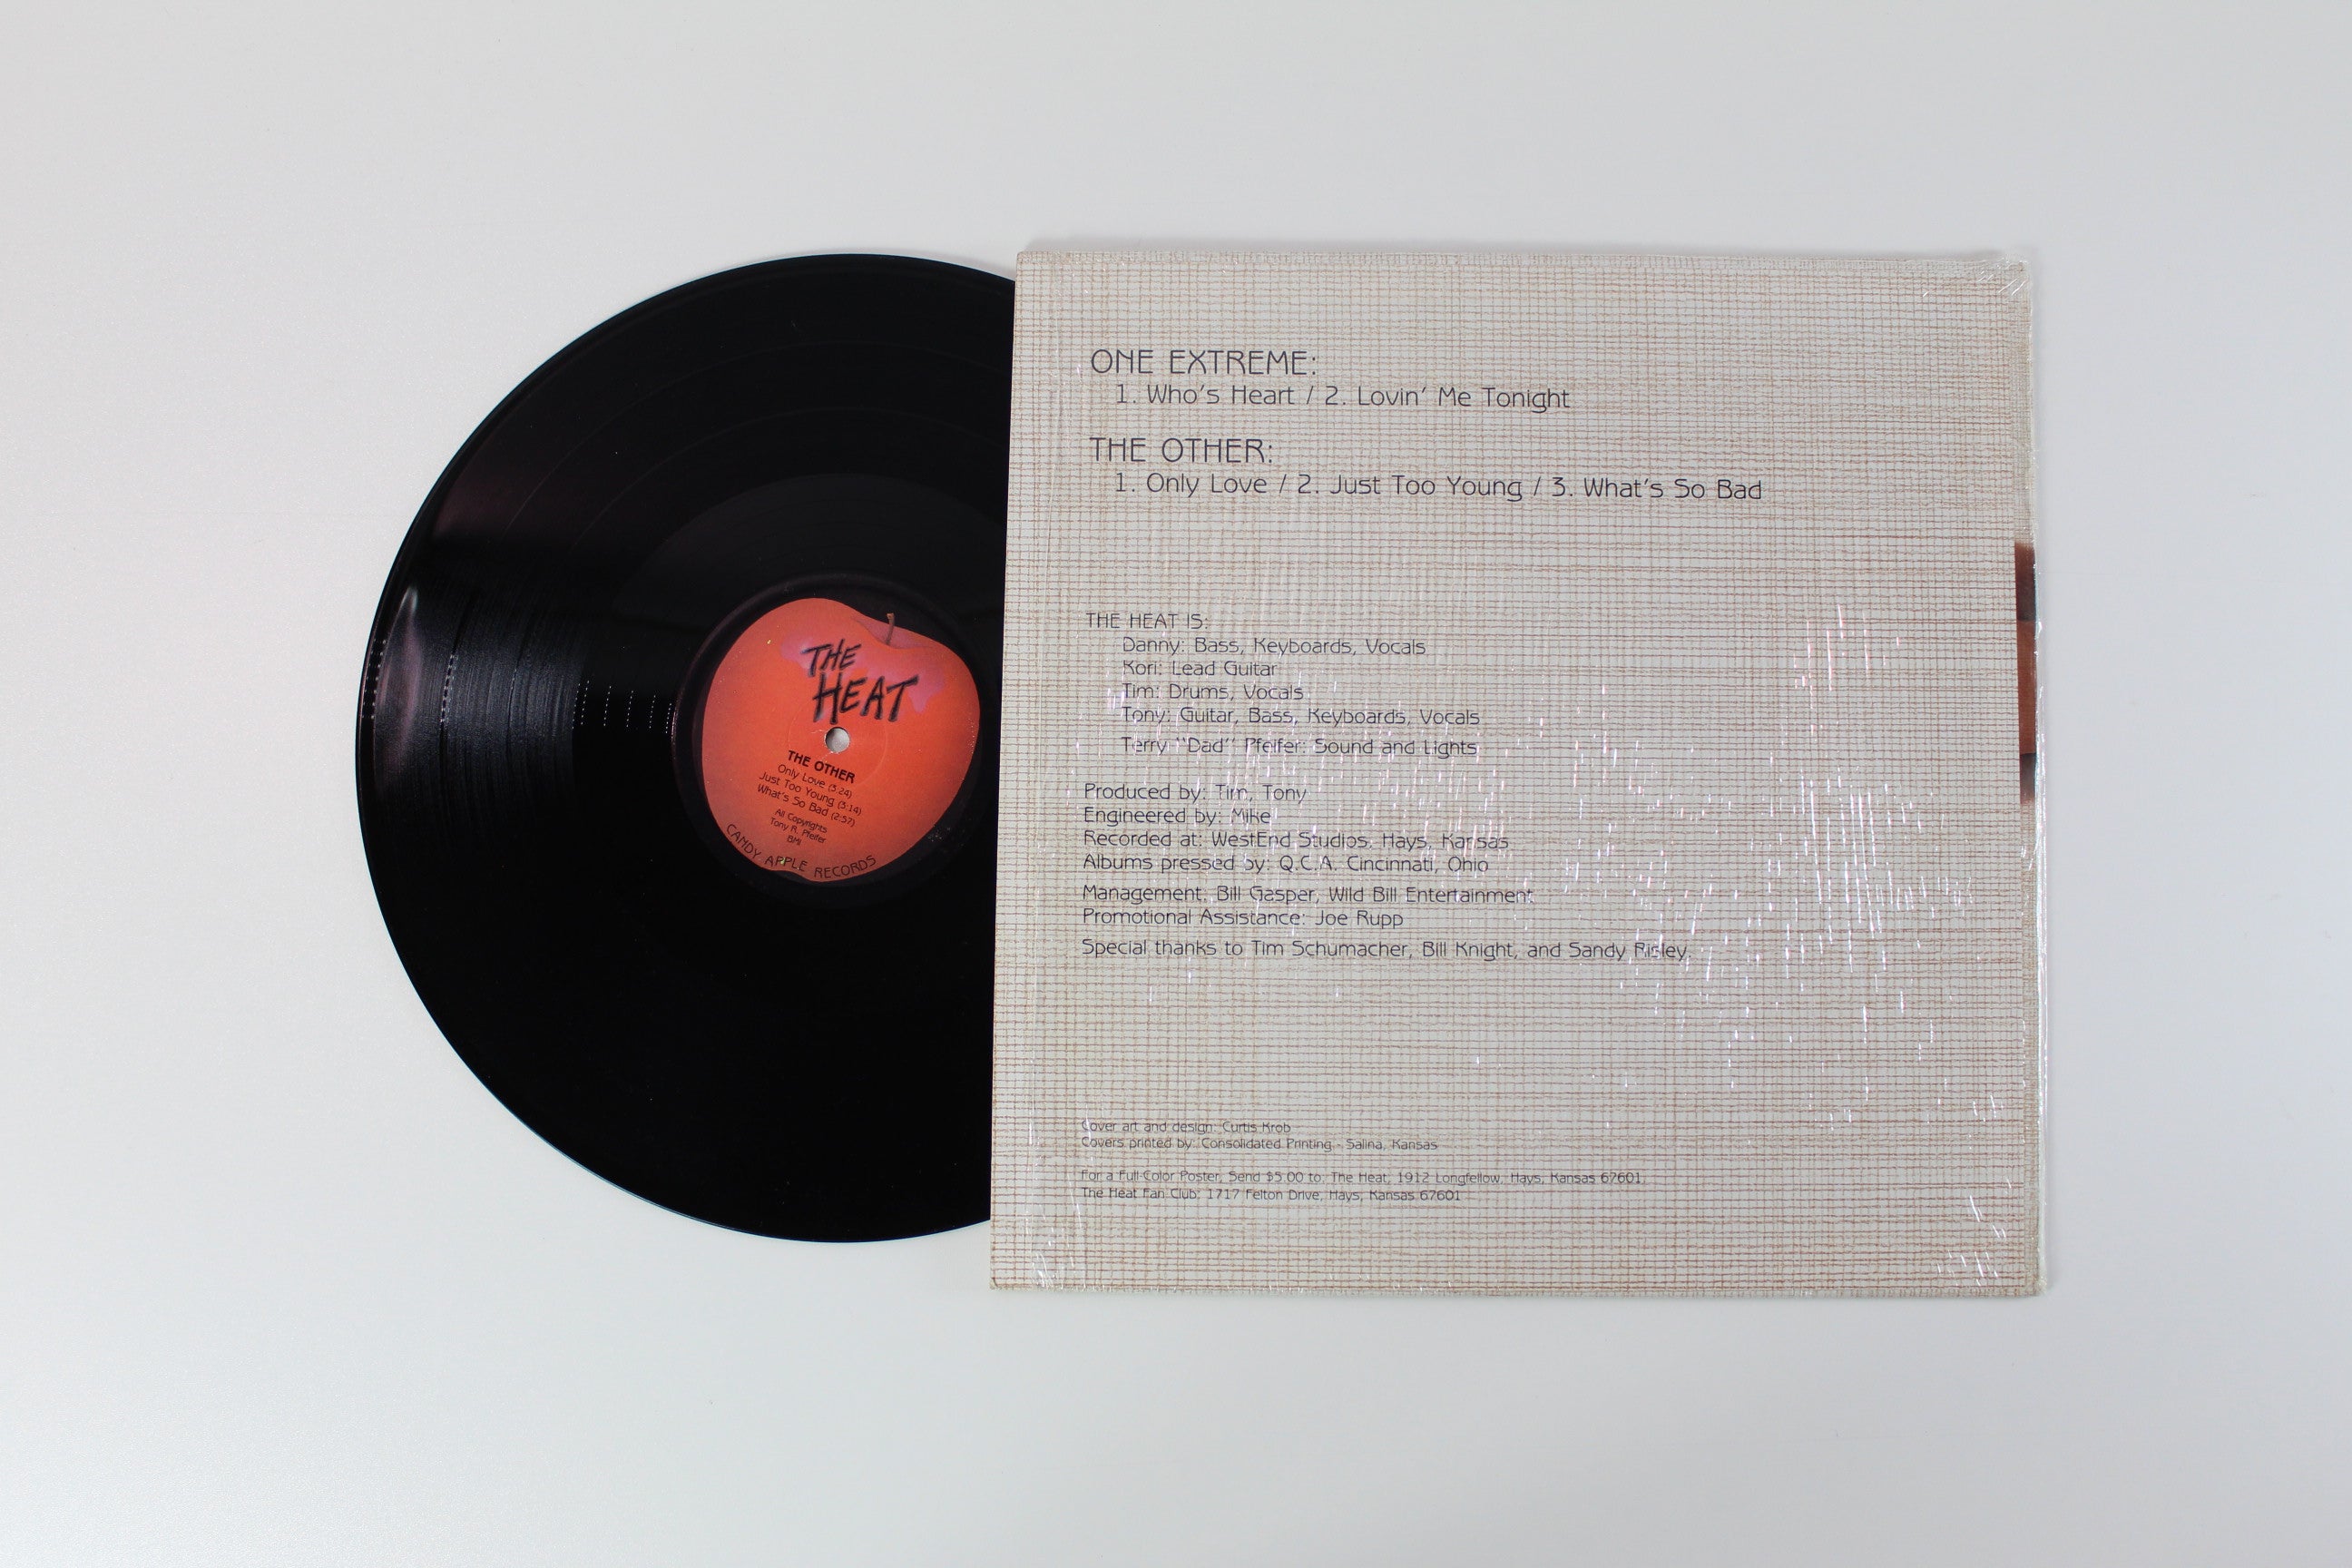 THE
HEAT
THE OTHER
Only Love (3:24)
Just Too Young (3:14)
What's So Bad (2:57)
All Copyrights
Tony R. Pfeifer
BMI
CANDY APPLE RECORDS
ONE EXTREME:
1. Who's Heart / 2. Lovin' Me Tonight
THE OTHER:
1. Only Love / 2. Just Too Young / 3. What's So Bad
THE HEAT IS:
Danny: Bass, Keyboards, Vocals
Kori: Lead Guitar
Tim: Drums, Vocals
Tony: Guitar, Bass, Keyboards, Vocals
Terry "Dad" Pfeifer: Sound and Lights
Produced by: Tim, Tony
Engineered by: Mike
Recorded at: WestEnd Studios, Hays, Kansas
Albums pressed by: Q.C.A. Cincinnati, Ohio
Management: Bill Gasper, Wild Bill Entertainment
Promotional Assistance: Joe Rupp
Special thanks to Tim Schumacher, Bill Knight, and Sandy Risley.
Cover art and design: Curtis Krob
Covers printed by: Consolidated Printing - Salina, Kansas
For a Full-Color Poster, Send $5.00 to: The Heat, 1912 Longfellow, Hays, Kansas 67601
The Heat Fan Club: 1717 Felton Drive, Hays, Kansas 67601